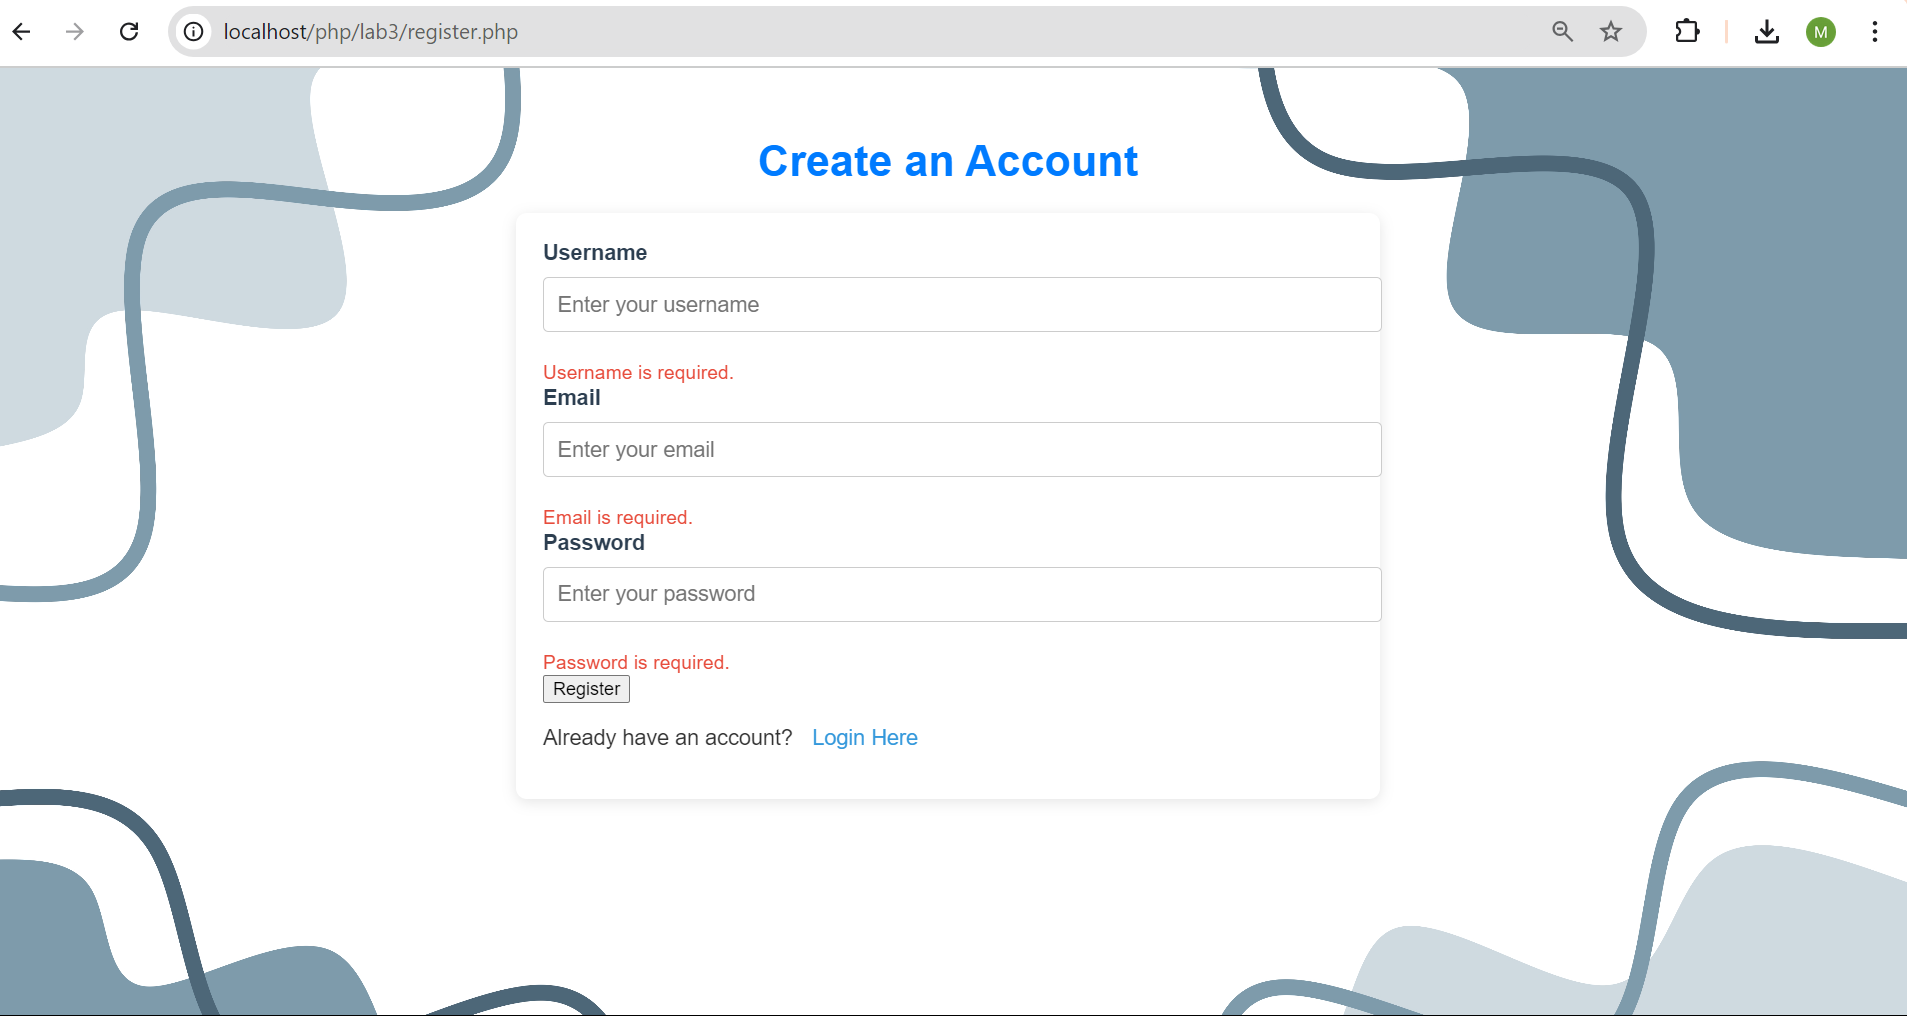 localhost/php/lab3/register.php
M
Create an Account
Username
Enter your username
Username is required.
Email
Enter your email
Email is required.
Password
Enter your password
Password is required.
Register
Already have an account? Login Here